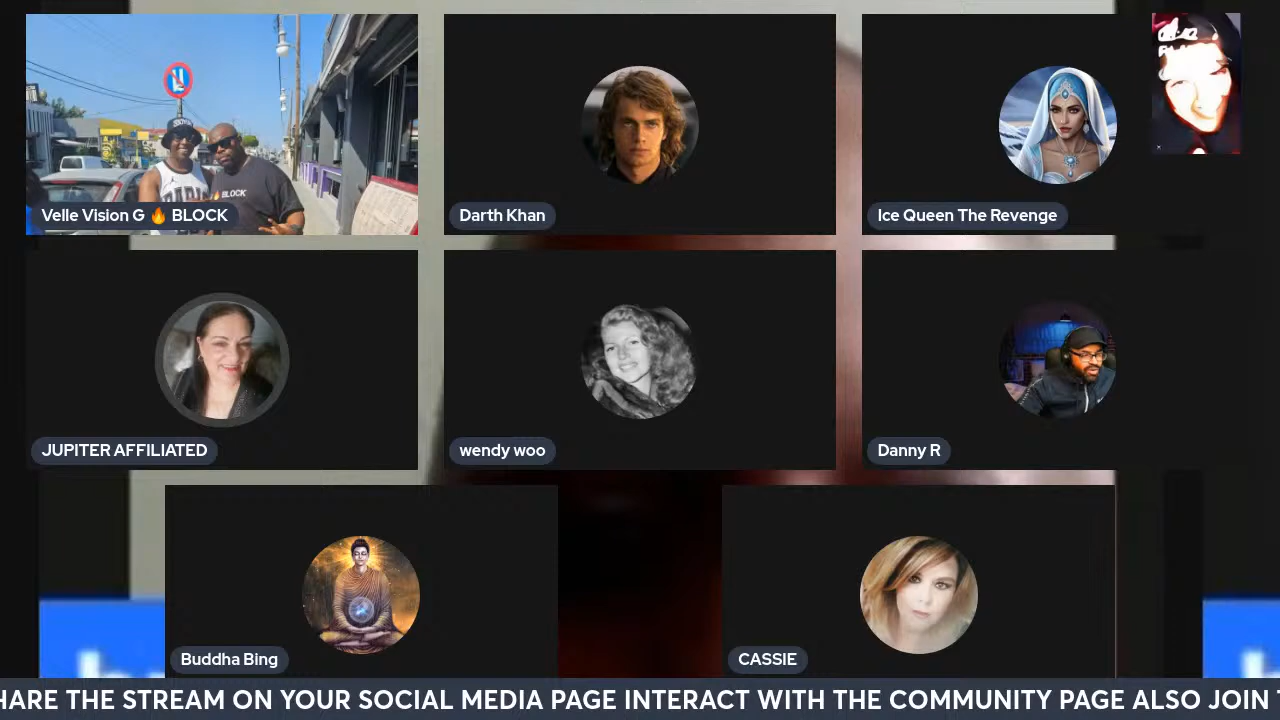 BLOCK
Velle Vision G 🔥 BLOCK
Darth Khan
Ice Queen The Revenge
JUPITER AFFILIATED
wendy woo
Danny R
Buddha Bing
CASSIE
HARE THE STREAM ON YOUR SOCIAL MEDIA PAGE INTERACT WITH THE COMMUNITY PAGE ALSO JOIN